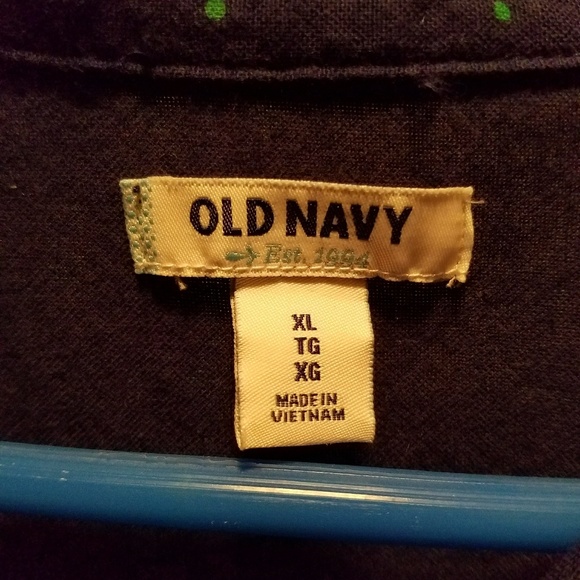 OLD NAVY
Est. 1994
XL
TG
XG
MADE IN
VIETNAM